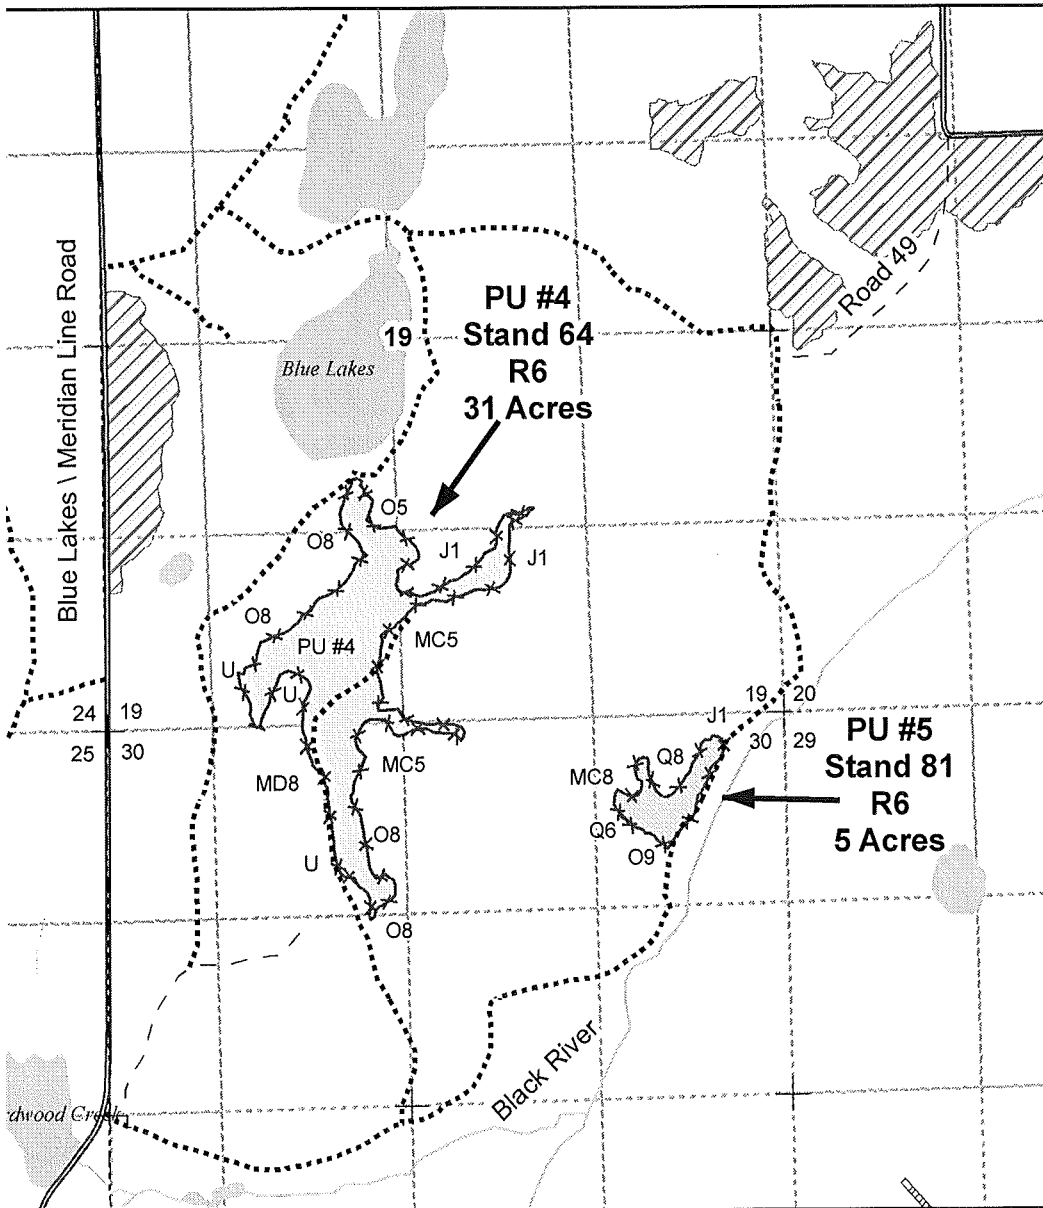 Road 49
PU #4
Stand 64
R6
31 Acres
19
Blue Lakes
Blue Lakes \ Meridian Line Road
O5
O8
J1
J1
O8
PU #4
MC5
U
U
24 19
25 30
19 20
30 29
J1
PU #5
Stand 81
R6
5 Acres
Q8
MC8
MD8
MC5
Q6
O9
O8
U
O8
Black River
dwood Creek